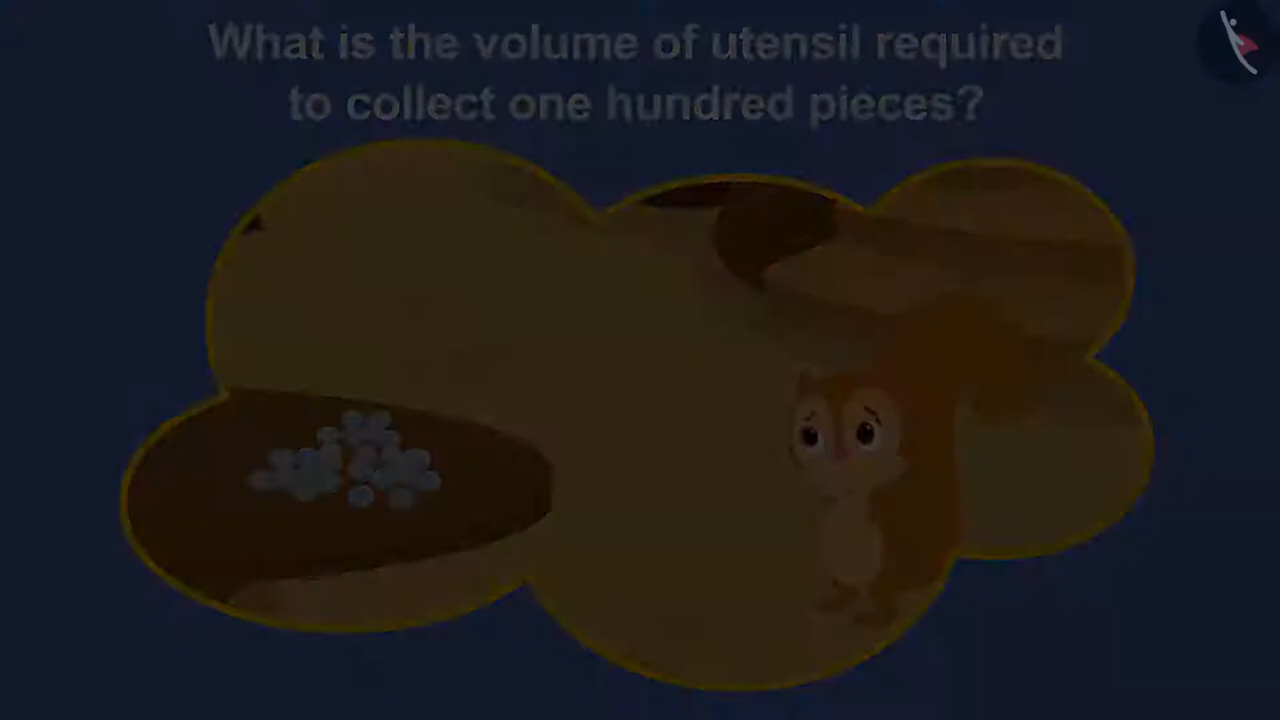 What is the volume of utensil required
to collect one hundred pieces?